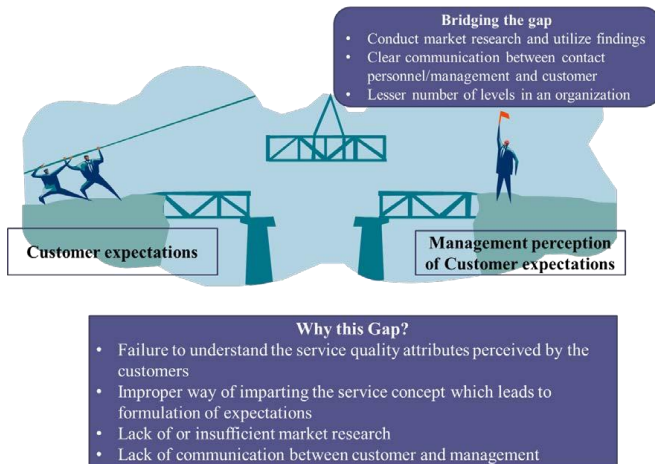 Bridging the gap
• Conduct market research and utilize findings
• Clear communication between contact
personnel/management and customer
• Lesser number of levels in an organization
Customer expectations
Management perception
of Customer expectations
Why this Gap?
• Failure to understand the service quality attributes perceived by the
customers
• Improper way of imparting the service concept which leads to
formulation of expectations
• Lack of or insufficient market research
• Lack of communication between customer and management